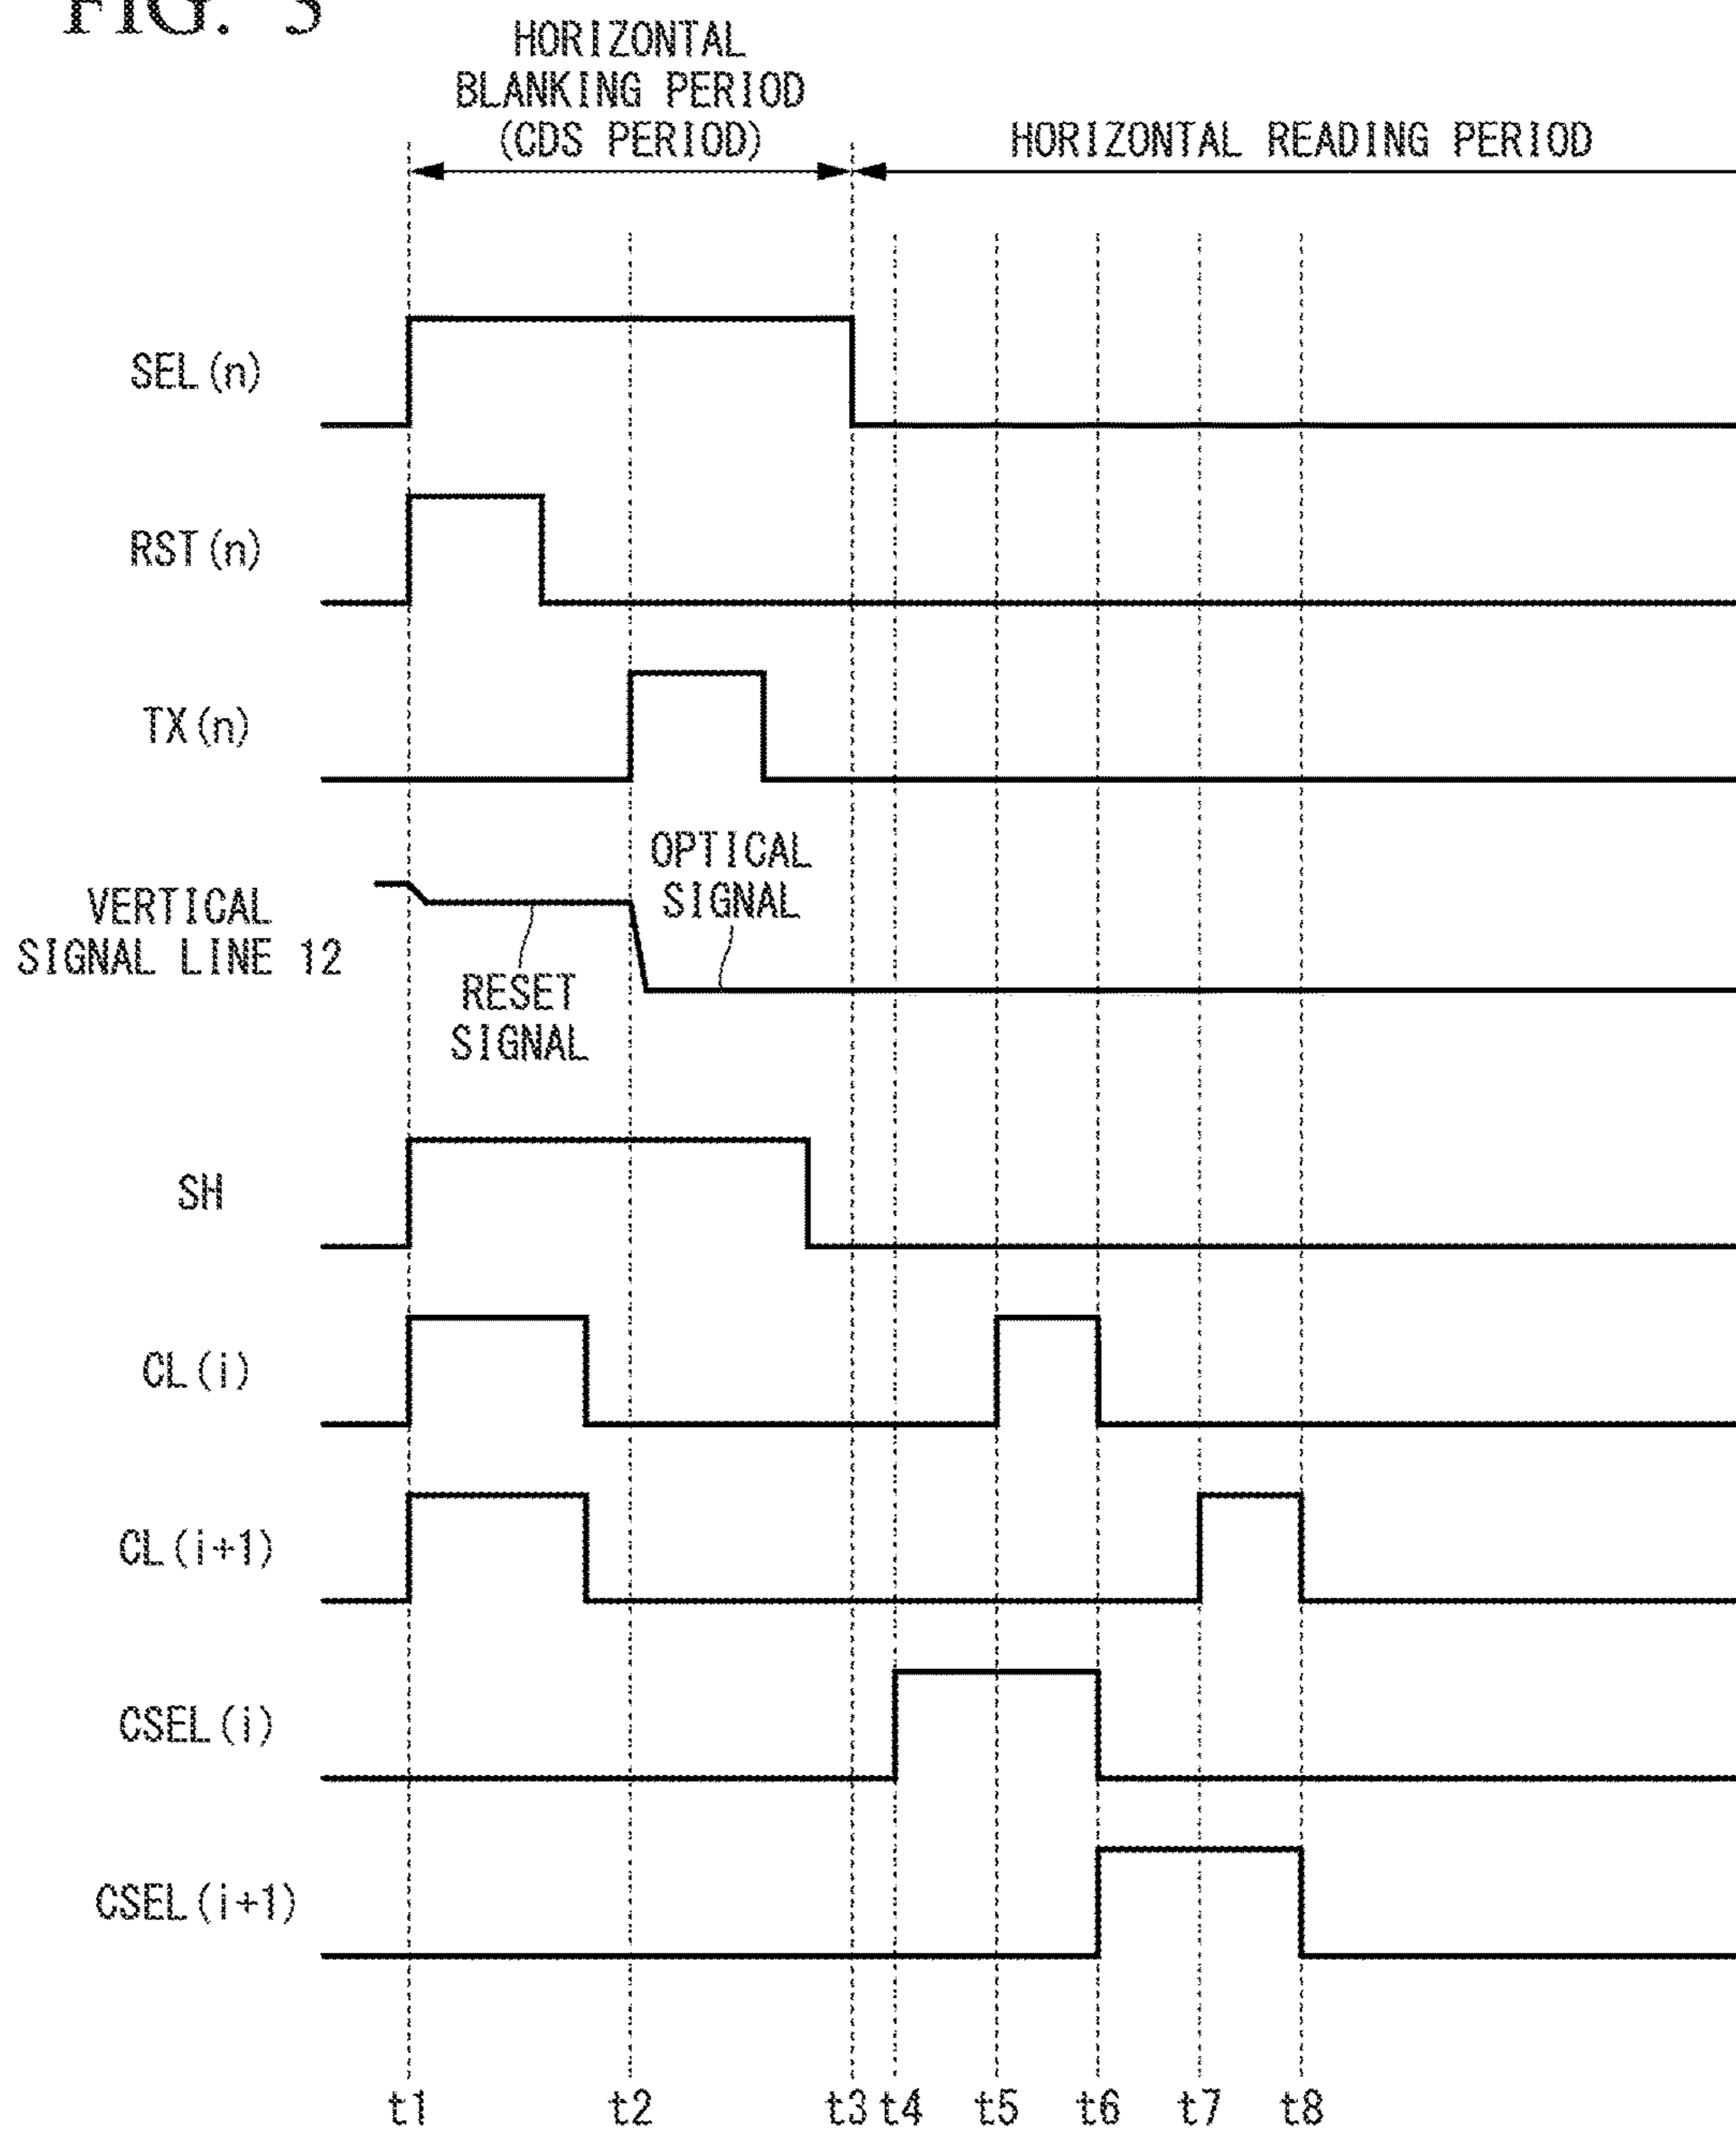 FIG. 3
HORIZONTAL
BLANKING PERIOD
(CDS PERIOD)
HORIZONTAL READING PERIOD
SEL(n)
RST(n)
TX(n)
OPTICAL
SIGNAL
VERTICAL
SIGNAL LINE 12
RESET
SIGNAL
SH
CL(i)
CL(i+1)
CSEL(i)
CSEL(i+1)
t1 t2 t3 t4 t5 t6 t7 t8